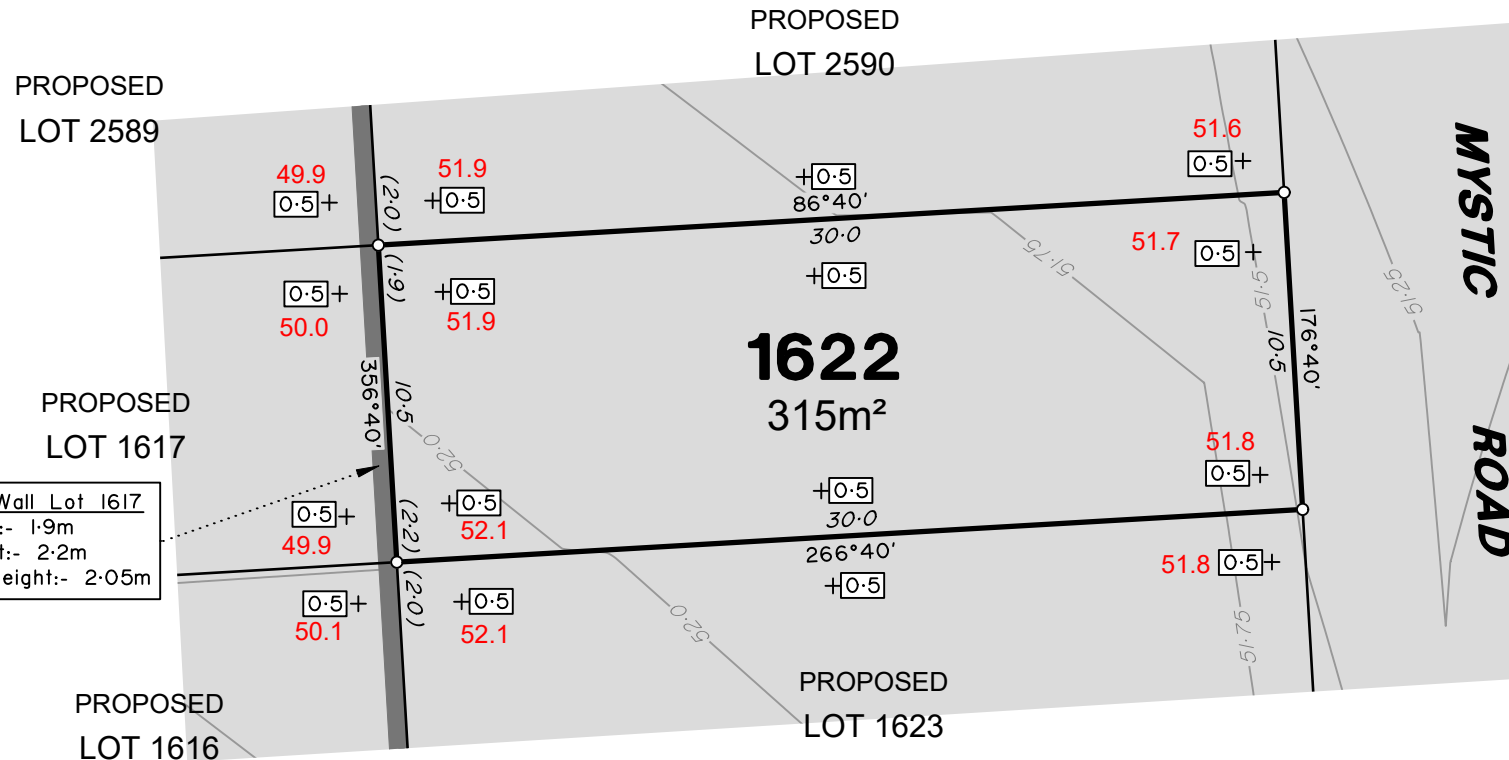 PROPOSED
LOT 2590
PROPOSED
LOT 2589
51.6
0·5
49.9
0·5
51.9
0·5
(2·0)
0·5
86°40'
30·0
MYSTIC
ROAD
0·5
50.0
(1·9)
0·5
51.9
0·5
51·75
51.7
0·5
51·5
51·25
1622
315m²
356°40'
10·5
10·5
176°40'
PROPOSED
LOT 1617
52·0
Wall Lot 1617
:- 1·9m
t:- 2·2m
eight:- 2·05m
0·5
49.9
(2·2)
0·5
52.1
0·5
30·0
266°40'
51.8
0·5
0·5
50.1
(2·0)
0·5
52.1
0·5
51.8
0·5
52·0
51·75
PROPOSED
LOT 1616
PROPOSED
LOT 1623